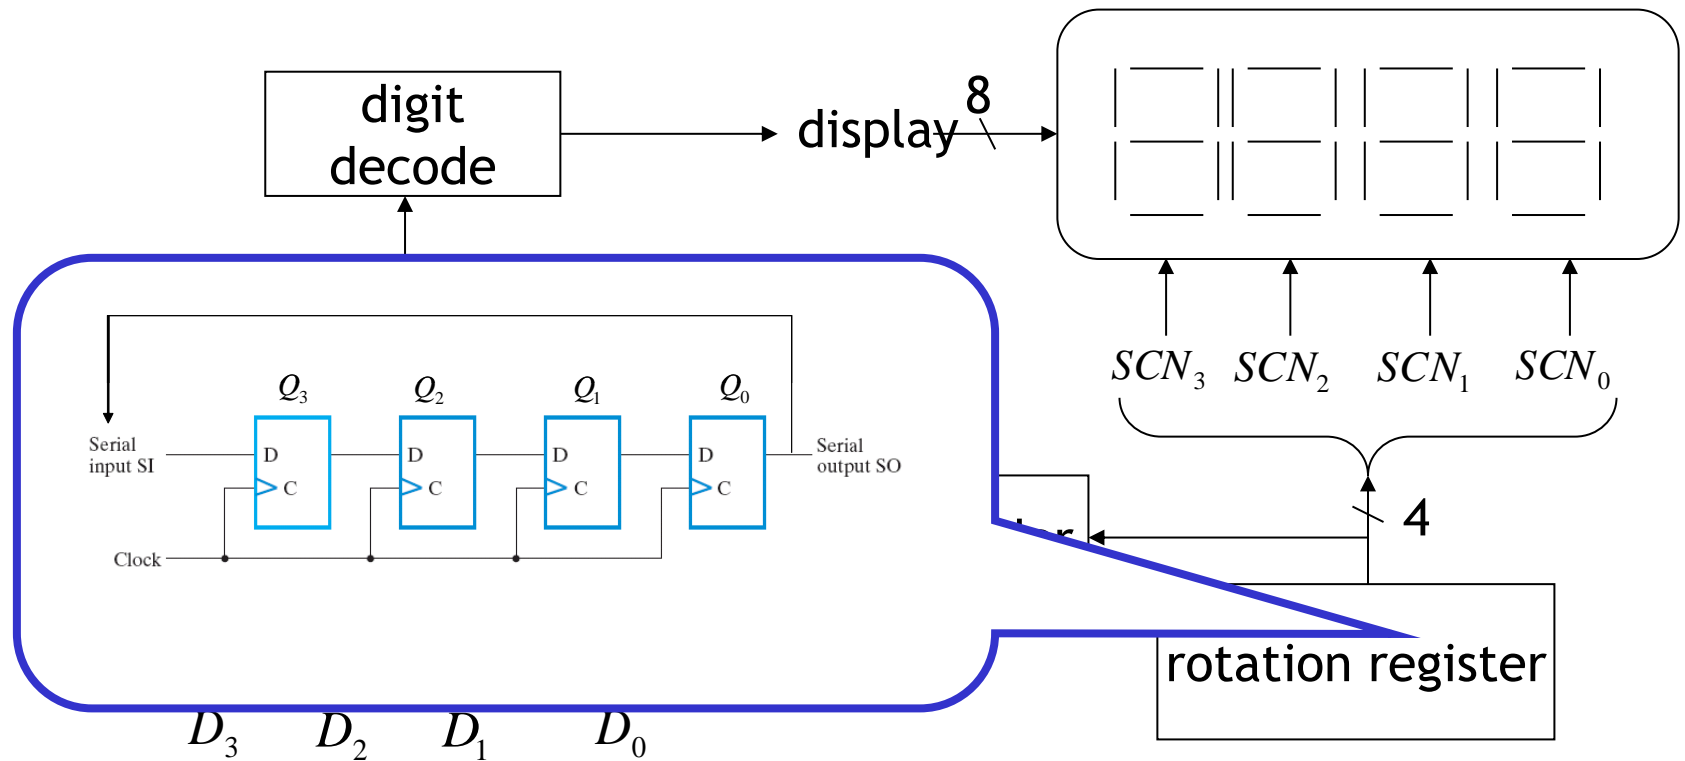 digit
decode
display
8
SCN3 SCN2 SCN1 SCN0
Q3 Q2 Q1 Q0
Serial
input SI
D C
D C
D C
D C
Serial
output SO
Clock
4
rotation register
D3 D2 D1 D0